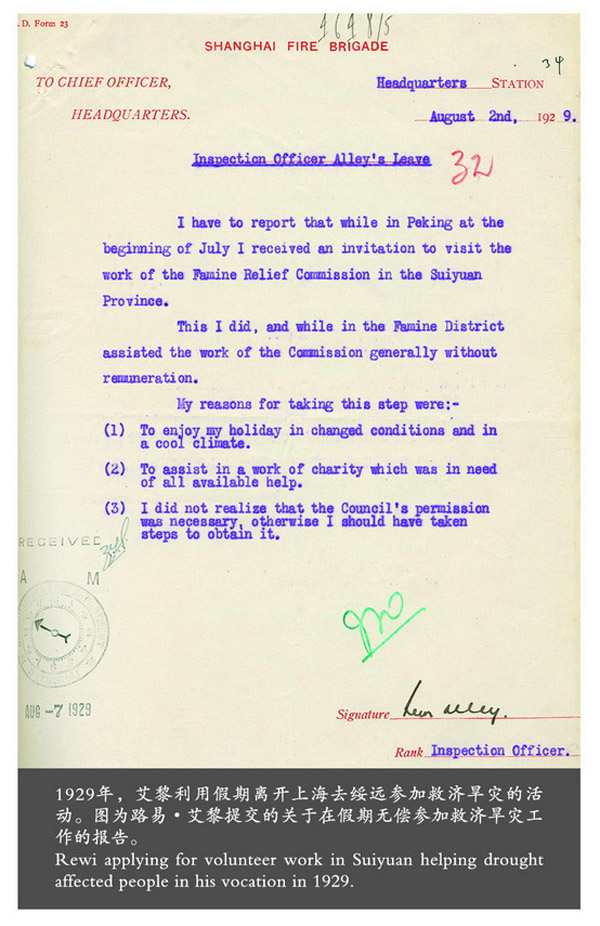 . D. Form 23
SHANGHAI FIRE BRIGADE
34
TO CHIEF OFFICER,
Headquarters STATION
HEADQUARTERS.
August 2nd, 1929.
Inspection Officer Alley's Leave
32
I have to report that while in Peking at the
beginning of July I received an invitation to visit the
work of the Famine Relief Commission in the Suiyuan
Province.
This I did, and while in the Famine District
assisted the work of the Commission generally without
remuneration.
My reasons for taking this step were:-
(1) To enjoy my holiday in changed conditions and in
a cool climate.
(2) To assist in a work of charity which was in need
of all available help.
(3) I did not realize that the Council's permission
was necessary, otherwise I should have taken
steps to obtain it.
RECEIVED
A M
AUG -7 1929
Signature Rewi Alley.
Rank Inspection Officer.
1929年，艾黎利用假期离开上海去绥远参加救济旱灾的活
动。图为路易·艾黎提交的关于在假期无偿参加救济旱灾工
作的报告。
Rewi applying for volunteer work in Suiyuan helping drought
affected people in his vocation in 1929.